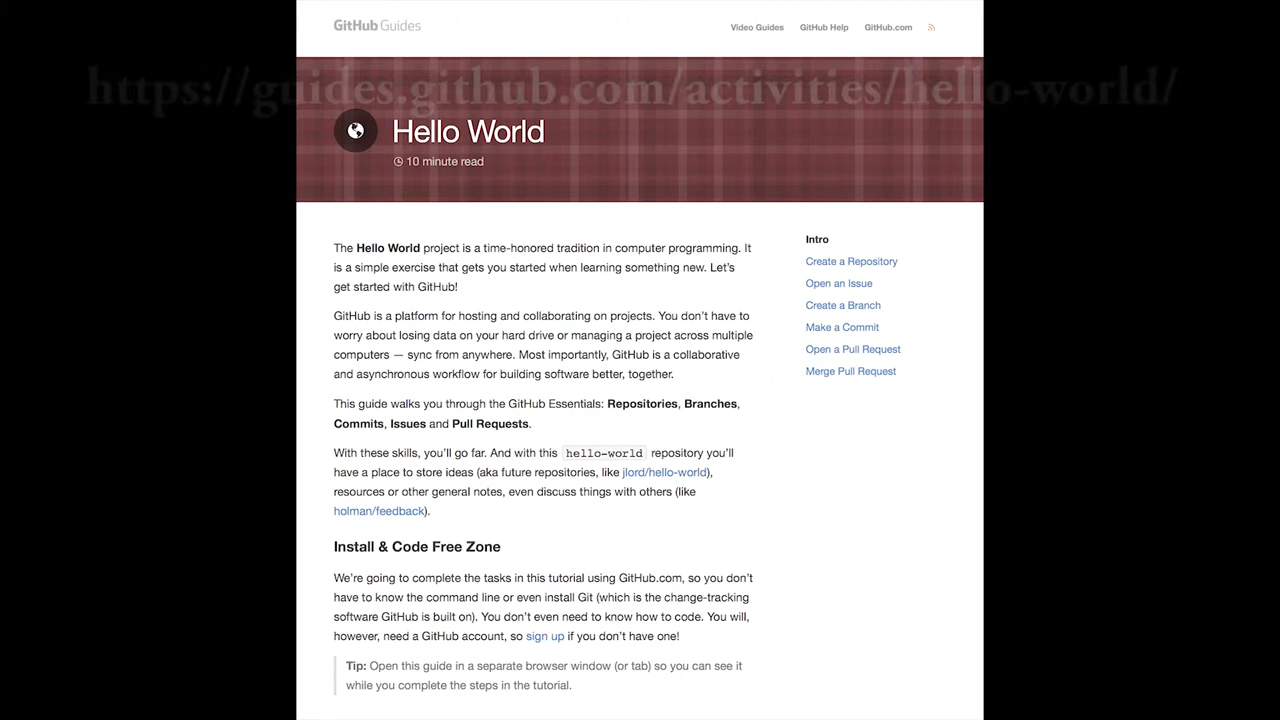 GitHub Guides
Video Guides GitHub Help GitHub.com
https://guides.github.com/activities/hello-world/
Hello World
10 minute read
The Hello World project is a time-honored tradition in computer programming. It
is a simple exercise that gets you started when learning something new. Let’s
get started with GitHub!
GitHub is a platform for hosting and collaborating on projects. You don’t have to
worry about losing data on your hard drive or managing a project across multiple
computers — sync from anywhere. Most importantly, GitHub is a collaborative
and asynchronous workflow for building software better, together.
This guide walks you through the GitHub Essentials: Repositories, Branches,
Commits, Issues and Pull Requests.
With these skills, you’ll go far. And with this hello-world repository you’ll
have a place to store ideas (aka future repositories, like jlord/hello-world),
resources or other general notes, even discuss things with others (like
holman/feedback).
Install & Code Free Zone
We’re going to complete the tasks in this tutorial using GitHub.com, so you don’t
have to know the command line or even install Git (which is the change-tracking
software GitHub is built on). You don’t even need to know how to code. You will,
however, need a GitHub account, so sign up if you don’t have one!
Tip: Open this guide in a separate browser window (or tab) so you can see it
while you complete the steps in the tutorial.
Intro
Create a Repository
Open an Issue
Create a Branch
Make a Commit
Open a Pull Request
Merge Pull Request